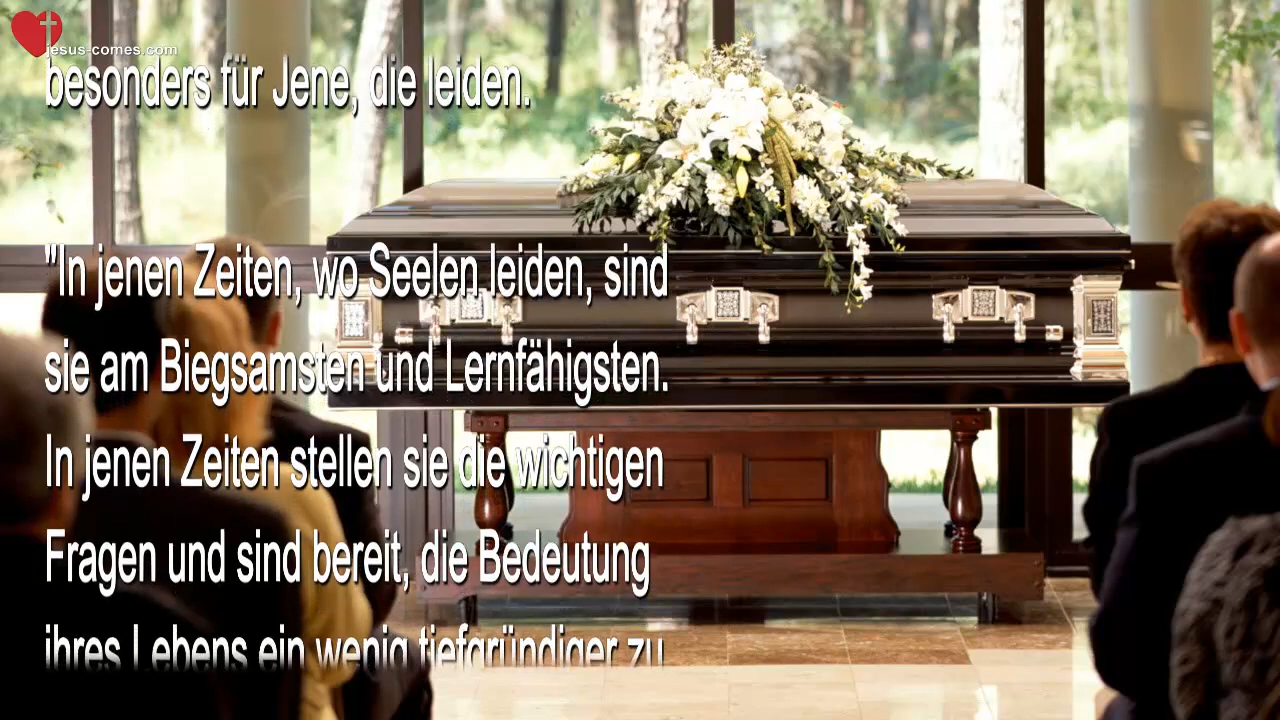 jesus-comes.com
besonders für Jene, die leiden.
"In jenen Zeiten, wo Seelen leiden, sind
sie am Biegsamsten und Lernfähigsten.
In jenen Zeiten stellen sie die wichtigen
Fragen und sind bereit, die Bedeutung
ihres Lebens ein wenig tiefgründiger zu